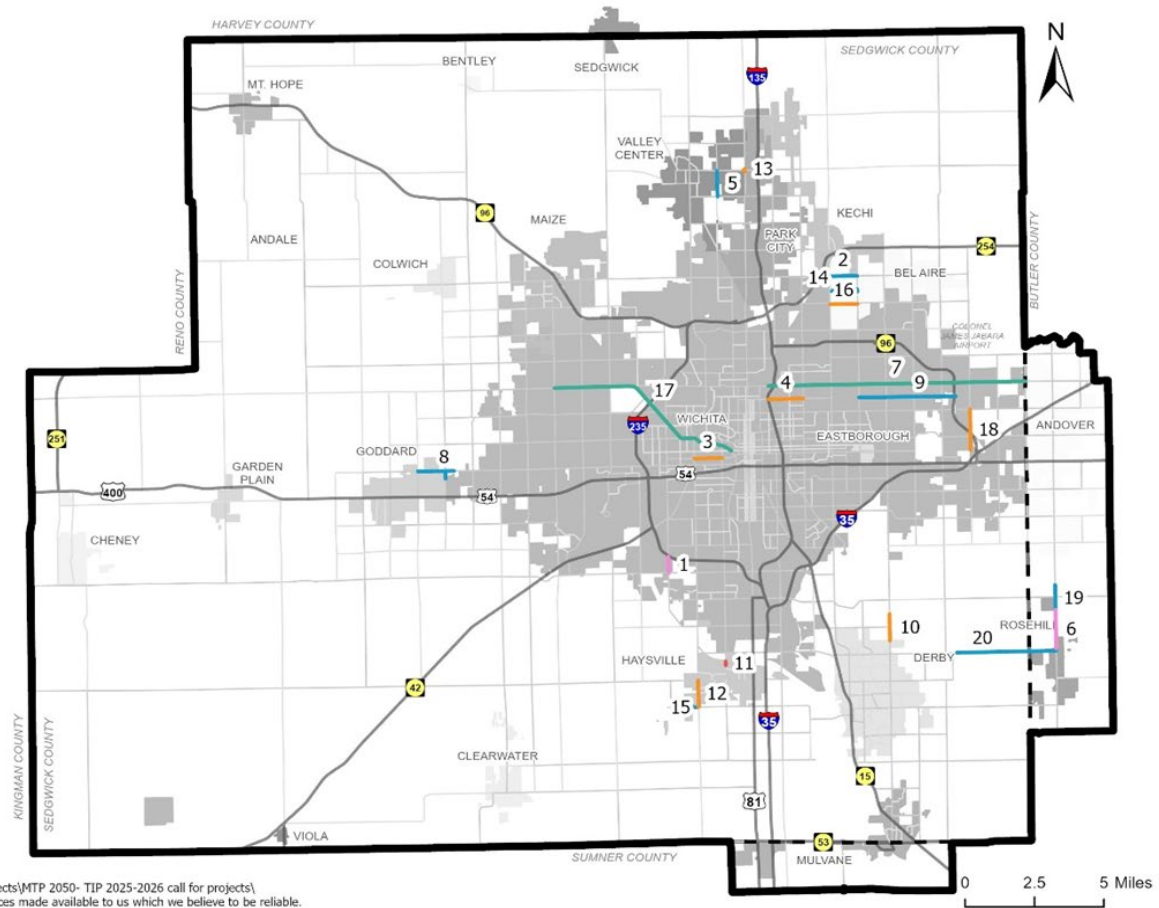 HARVEY COUNTY
N
SEDGWICK COUNTY
BENTLEY
SEDGWICK
135
MT. HOPE
VALLEY
CENTER
13
5
96
MAIZE
KECHI
PARK
CITY
ANDALE
254
BUTLER COUNTY
COLWICH
2
14
BEL AIRE
16
RENO COUNTY
COLONEL
JAMES JABARA
AIRPORT
96
7
4
9
17
WICHITA
235
18
ANDOVER
251
3
EASTBOROUGH
GODDARD
8
GARDEN
PLAIN
54
400
54
35
CHENEY
1
19
10
ROSEHILL
6
20
DERBY
HAYSVILLE
11
42
12
15
35
KINGMAN COUNTY
SEDGWICK COUNTY
CLEARWATER
15
81
VIOLA
53
SUMNER COUNTY
MULVANE
0 2.5 5 Miles
ects\MTP 2050- TIP 2025-2026 call for projects\
ces made available to us which we believe to be reliable.